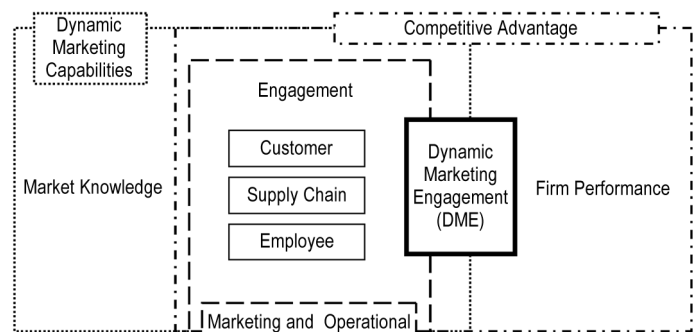 Dynamic
Marketing
Capabilities
Competitive Advantage
Engagement
Customer
Supply Chain
Employee
Market Knowledge
Dynamic
Marketing
Engagement
(DME)
Firm Performance
Marketing and Operational